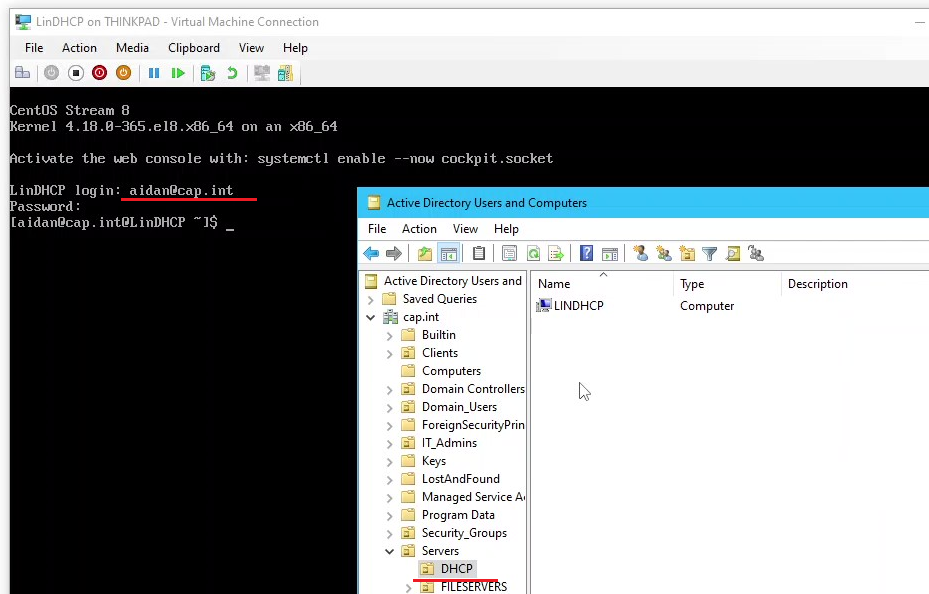 LinDHCP on THINKPAD - Virtual Machine Connection
File Action Media Clipboard View Help
CentOS Stream 8
Kernel 4.18.0-365.el8.x86_64 on an x86_64
Activate the web console with: systemctl enable --now cockpit.socket
LinDHCP login: aidan@cap.int
Password:
[aidan@cap.int@LinDHCP ~]$ _
Active Directory Users and Computers
File Action View Help
Active Directory Users and
Saved Queries
cap.int
Builtin
Clients
Computers
Domain Controllers
Domain_Users
ForeignSecurityPrin
IT_Admins
Keys
LostAndFound
Managed Service A
Program Data
Security_Groups
Servers
DHCP
FILESERVERS
Name Type Description
LINDHCP Computer